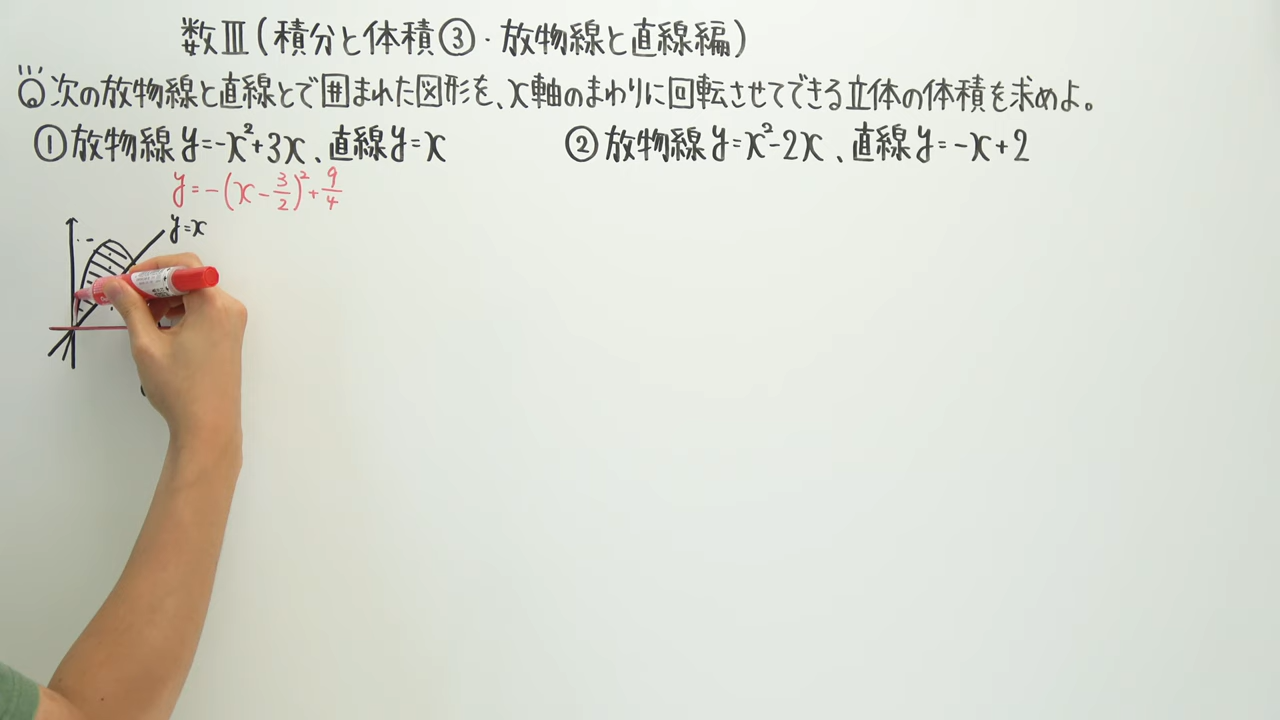 数Ⅲ(積分と体積③・放物線と直線編)
Q 次の放物線と直線とで囲まれた図形を、x軸のまわりに回転させてできる立体の体積を求めよ。
①放物線y=-x²+3x、直線y=x
②放物線y=x²-2x、直線y=-x+2
y=-(x-3/2)²+9/4
y=x